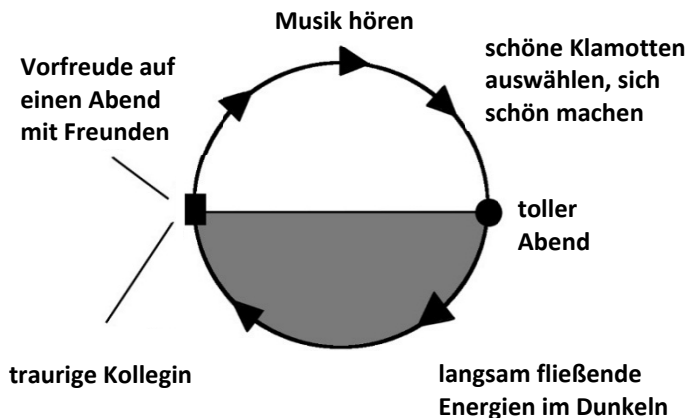 Musik hören
schöne Klamotten
auswählen, sich
schön machen
Vorfreude auf
einen Abend
mit Freunden
toller
Abend
traurige Kollegin
langsam fließende
Energien im Dunkeln